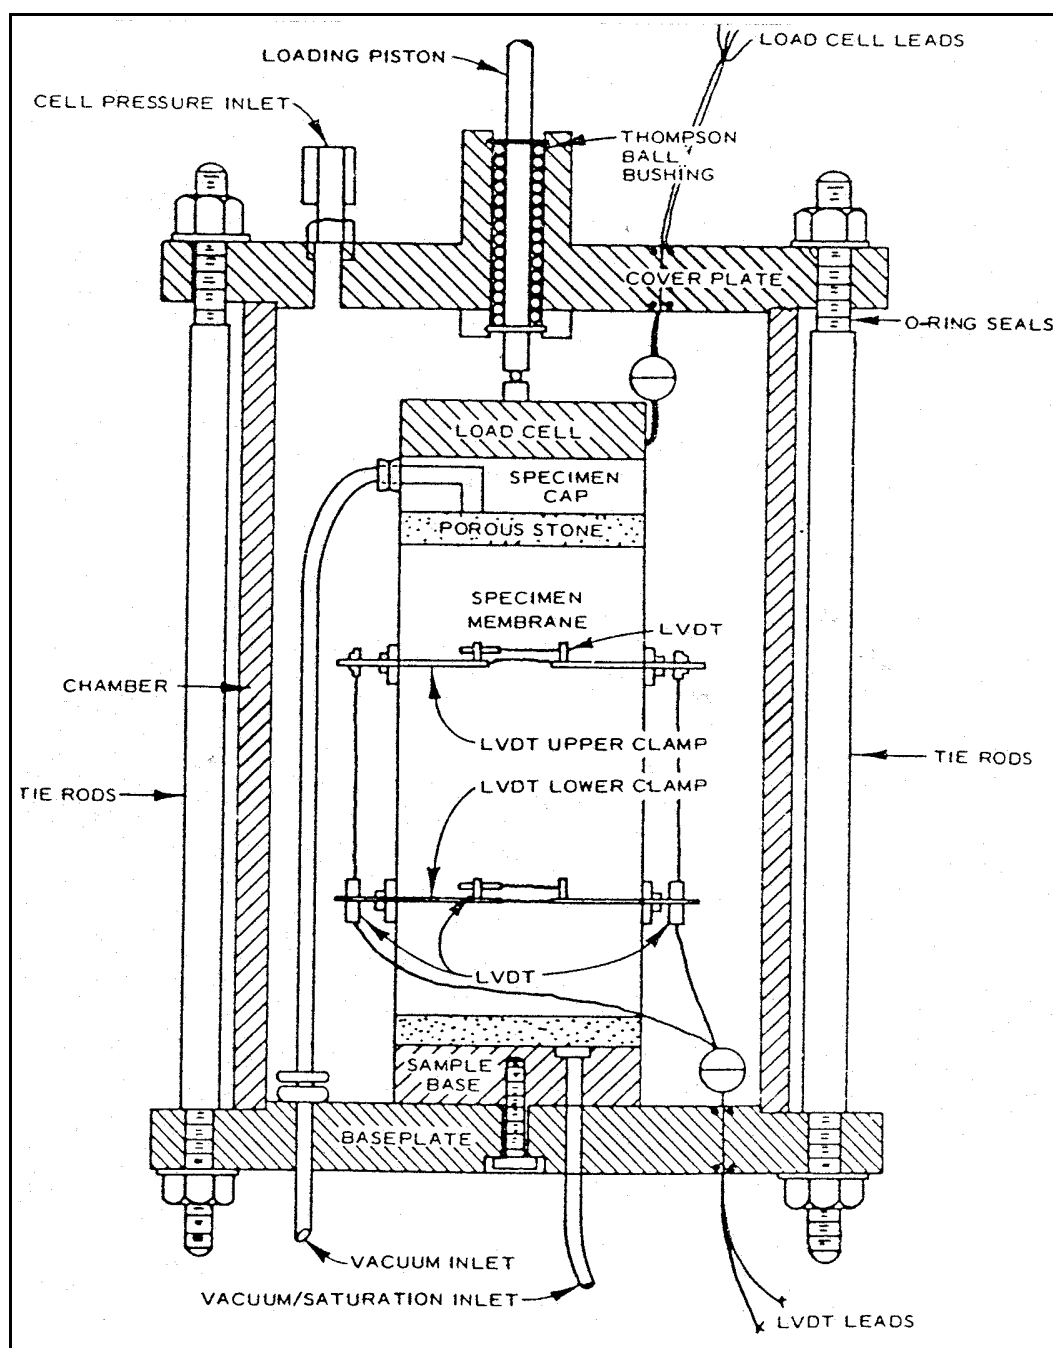 LOADING PISTON
LOAD CELL LEADS
CELL PRESSURE INLET
THOMPSON
BALL
BUSHING
COVER PLATE
O-RING SEALS
LOAD CELL
SPECIMEN
CAP
POROUS STONE
SPECIMEN
MEMBRANE
LVDT
CHAMBER
LVDT UPPER CLAMP
TIE RODS
LVDT LOWER CLAMP
TIE RODS
LVDT
SAMPLE
BASE
BASEPLATE
VACUUM INLET
VACUUM/SATURATION INLET
LVDT LEADS